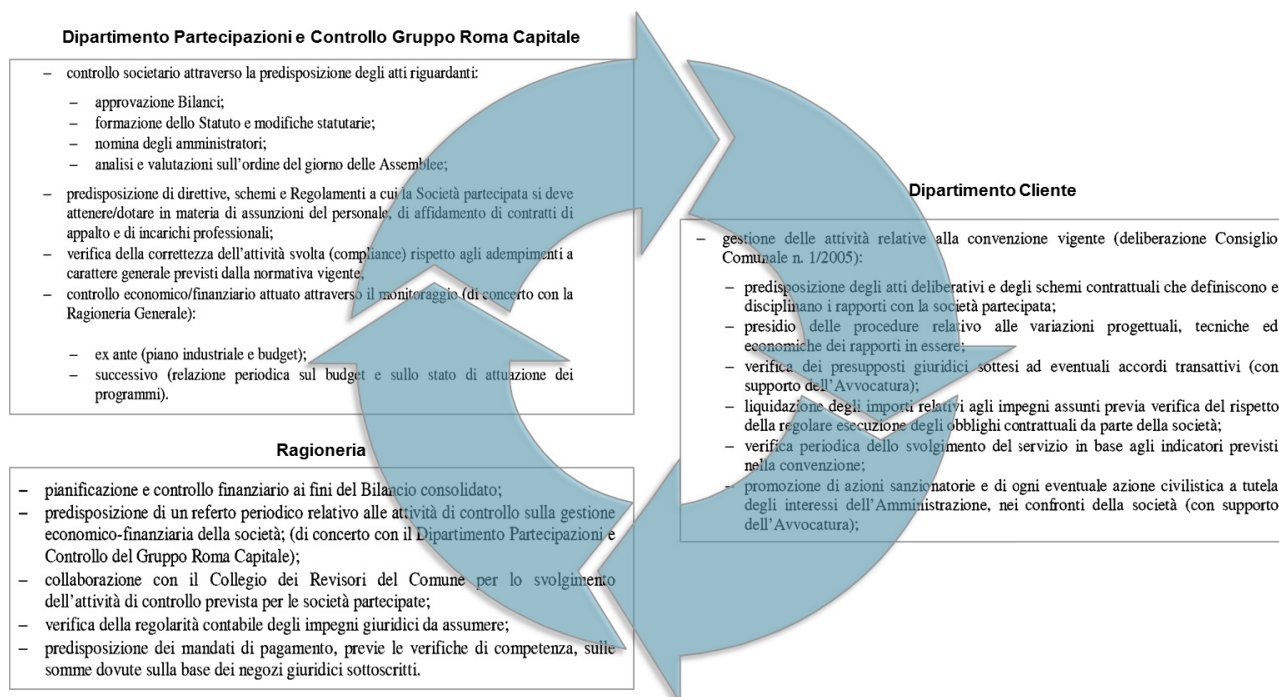 Dipartimento Partecipazioni e Controllo Gruppo Roma Capitale
– controllo societario attraverso la predisposizione degli atti riguardanti:
– approvazione Bilanci;
– formazione dello Statuto e modifiche statutarie;
– nomina degli amministratori;
– analisi e valutazioni sull'ordine del giorno delle Assemblee;
– predisposizione di direttive, schemi e Regolamenti a cui la Società partecipata si deve
attenere/dotare in materia di assunzioni del personale, di affidamento di contratti di
appalto e di incarichi professionali;
– verifica della correttezza dell'attività svolta (compliance) rispetto agli adempimenti a
carattere generale previsti dalla normativa vigente;
– controllo economico/finanziario attuato attraverso il monitoraggio (di concerto con la
Ragioneria Generale):
– ex ante (piano industriale e budget);
– successivo (relazione periodica sul budget e sullo stato di attuazione dei
programmi).
Dipartimento Cliente
– gestione delle attività relative alla convenzione vigente (deliberazione Consiglio
Comunale n. 1/2005):
– predisposizione degli atti deliberativi e degli schemi contrattuali che definiscono e
disciplinano i rapporti con la società partecipata;
– presidio delle procedure relativo alle variazioni progettuali, tecniche ed
economiche dei rapporti in essere;
– verifica dei presupposti giuridici sottesi ad eventuali accordi transattivi (con
supporto dell'Avvocatura);
– liquidazione degli importi relativi agli impegni assunti previa verifica del rispetto
della regolare esecuzione degli obblighi contrattuali da parte della società;
– verifica periodica dello svolgimento del servizio in base agli indicatori previsti
nella convenzione;
– promozione di azioni sanzionatorie e di ogni eventuale azione civilistica a tutela
degli interessi dell'Amministrazione, nei confronti della società (con supporto
dell'Avvocatura);
Ragioneria
– pianificazione e controllo finanziario ai fini del Bilancio consolidato;
– predisposizione di un referto periodico relativo alle attività di controllo sulla gestione
economico-finanziaria della società; (di concerto con il Dipartimento Partecipazioni e
Controllo del Gruppo Roma Capitale);
– collaborazione con il Collegio dei Revisori del Comune per lo svolgimento
dell'attività di controllo prevista per le società partecipate;
– verifica della regolarità contabile degli impegni giuridici da assumere;
– predisposizione dei mandati di pagamento, previe le verifiche di competenza, sulle
somme dovute sulla base dei negozi giuridici sottoscritti.